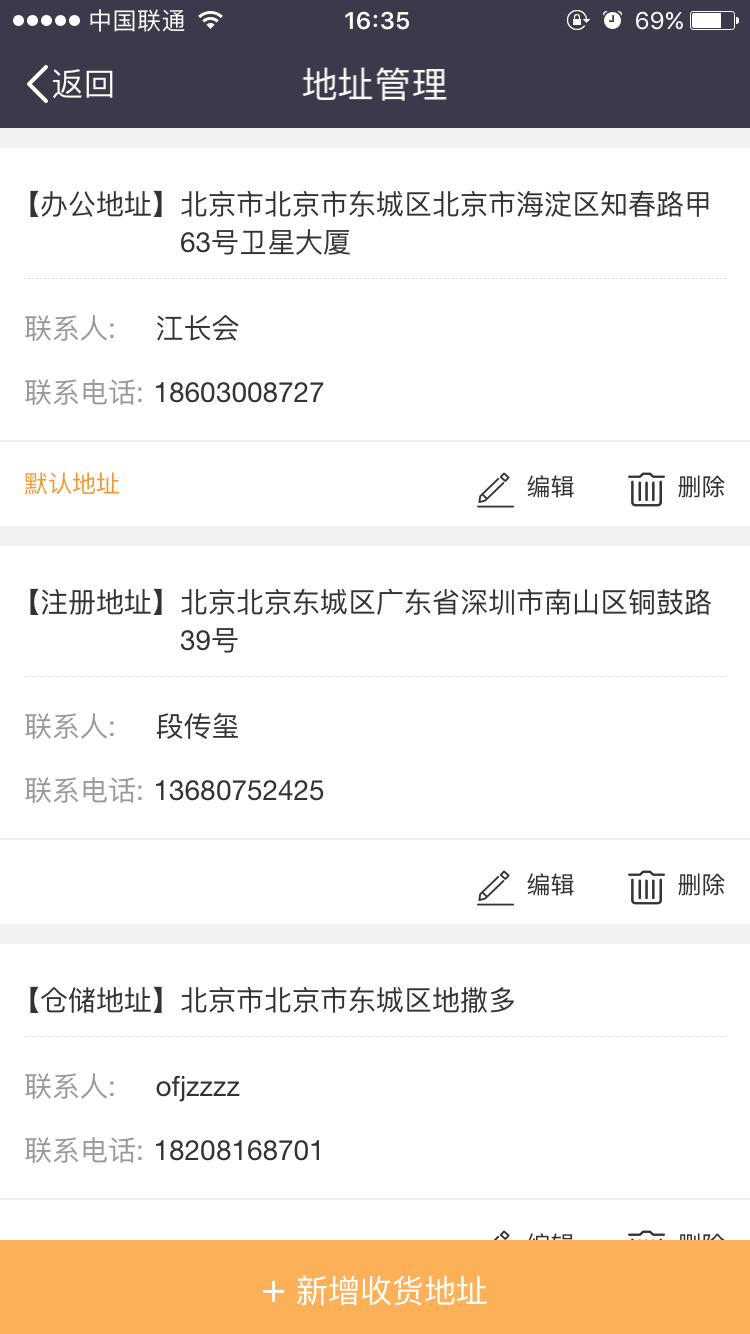 中国联通 16:35 69%
返回 地址管理
【办公地址】北京市北京市东城区北京市海淀区知春路甲
63号卫星大厦
联系人: 江长会
联系电话: 18603008727
默认地址 编辑 删除
【注册地址】北京北京东城区广东省深圳市南山区铜鼓路
39号
联系人: 段传玺
联系电话: 13680752425
编辑 删除
【仓储地址】北京市北京市东城区地撒多
联系人: ofjzzzz
联系电话: 18208168701
编辑 删除
+ 新增收货地址